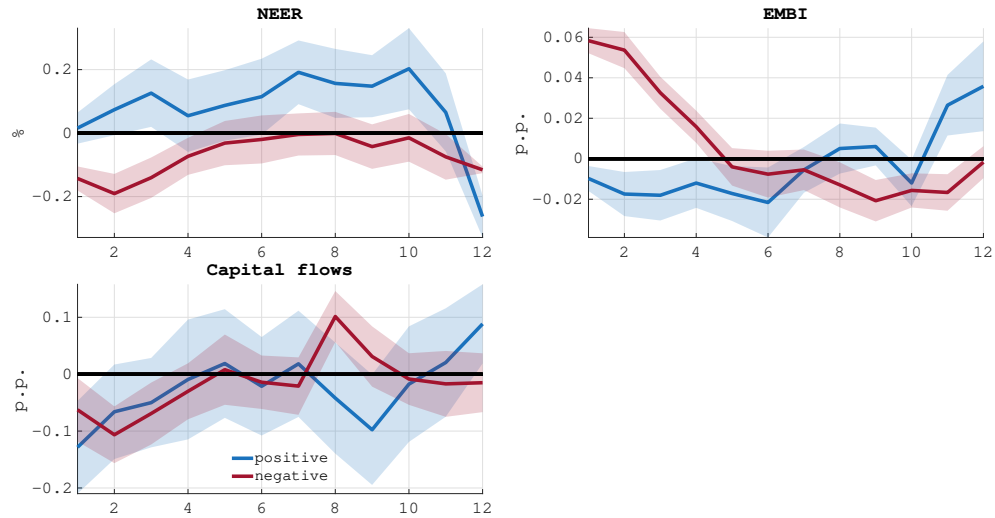 NEER
%
0.2
0
−0.2
2 4 6 8 10 12
EMBI
p.p.
0.06
0.04
0.02
0
−0.02
2 4 6 8 10 12
Capital flows
p.p.
0.1
0
−0.1
−0.2
positive
negative
2 4 6 8 10 12